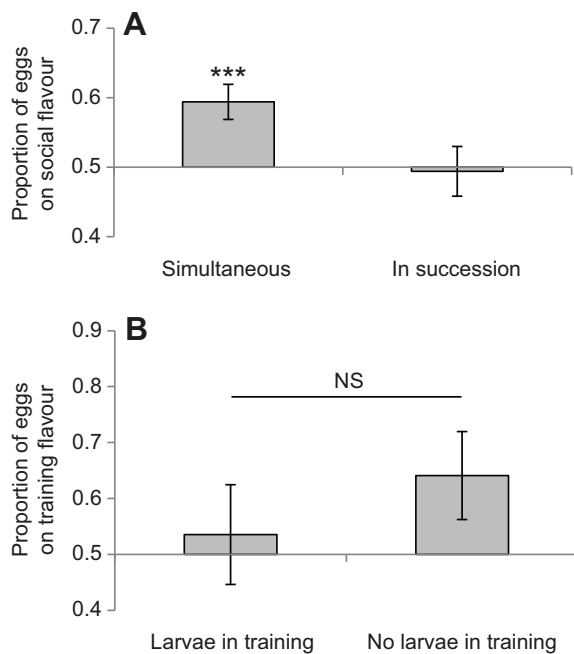 A
Proportion of eggs
on social flavour
0.7
0.6
0.5
0.4
***
Simultaneous
In succession
B
Proportion of eggs
on training flavour
0.9
0.8
0.7
0.6
0.5
0.4
NS
Larvae in training
No larvae in training